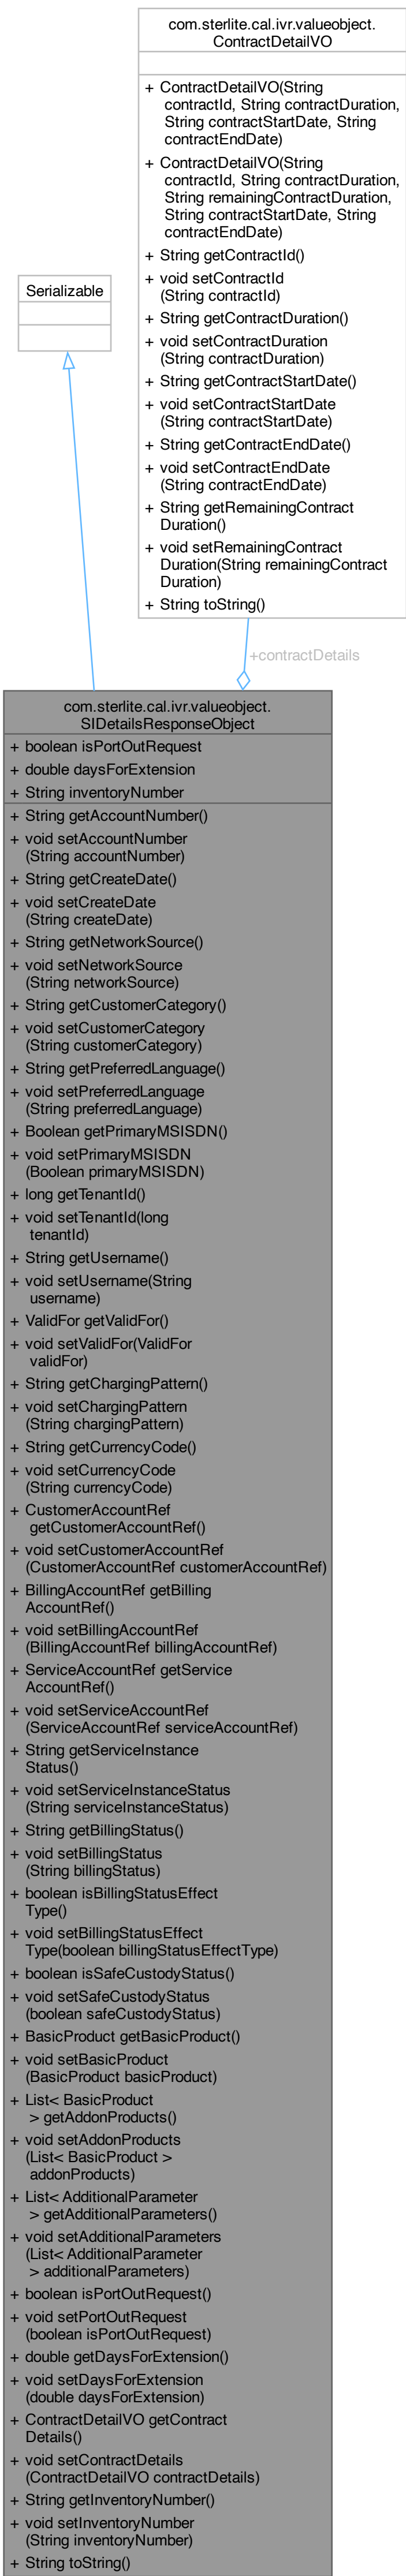 com.sterlite.cal.ivr.valueobject.
ContractDetailVO
+ ContractDetailVO(String
contractId, String contractDuration,
String contractStartDate, String
contractEndDate)
+ ContractDetailVO(String
contractId, String contractDuration,
String remainingContractDuration,
String contractStartDate, String
contractEndDate)
+ String getContractId()
+ void setContractId
(String contractId)
+ String getContractDuration()
+ void setContractDuration
(String contractDuration)
+ String getContractStartDate()
+ void setContractStartDate
(String contractStartDate)
+ String getContractEndDate()
+ void setContractEndDate
(String contractEndDate)
+ String getRemainingContract
Duration()
+ void setRemainingContract
Duration(String remainingContract
Duration)
+ String toString()
Serializable
+contractDetails
com.sterlite.cal.ivr.valueobject.
SIDetailsResponseObject
+ boolean isPortOutRequest
+ double daysForExtension
+ String inventoryNumber
+ String getAccountNumber()
+ void setAccountNumber
(String accountNumber)
+ String getCreateDate()
+ void setCreateDate
(String createDate)
+ String getNetworkSource()
+ void setNetworkSource
(String networkSource)
+ String getCustomerCategory()
+ void setCustomerCategory
(String customerCategory)
+ String getPreferredLanguage()
+ void setPreferredLanguage
(String preferredLanguage)
+ Boolean getPrimaryMSISDN()
+ void setPrimaryMSISDN
(Boolean primaryMSISDN)
+ long getTenantId()
+ void setTenantId(long
tenantId)
+ String getUsername()
+ void setUsername(String
username)
+ ValidFor getValidFor()
+ void setValidFor(ValidFor
validFor)
+ String getChargingPattern()
+ void setChargingPattern
(String chargingPattern)
+ String getCurrencyCode()
+ void setCurrencyCode
(String currencyCode)
+ CustomerAccountRef
getCustomerAccountRef()
+ void setCustomerAccountRef
(CustomerAccountRef customerAccountRef)
+ BillingAccountRef getBilling
AccountRef()
+ void setBillingAccountRef
(BillingAccountRef billingAccountRef)
+ ServiceAccountRef getService
AccountRef()
+ void setServiceAccountRef
(ServiceAccountRef serviceAccountRef)
+ String getServiceInstance
Status()
+ void setServiceInstanceStatus
(String serviceInstanceStatus)
+ String getBillingStatus()
+ void setBillingStatus
(String billingStatus)
+ boolean isBillingStatusEffect
Type()
+ void setBillingStatusEffect
Type(boolean billingStatusEffectType)
+ boolean isSafeCustodyStatus()
+ void setSafeCustodyStatus
(boolean safeCustodyStatus)
+ BasicProduct getBasicProduct()
+ void setBasicProduct
(BasicProduct basicProduct)
+ List< BasicProduct
> getAddonProducts()
+ void setAddonProducts
(List< BasicProduct >
addonProducts)
+ List< AdditionalParameter
> getAdditionalParameters()
+ void setAdditionalParameters
(List< AdditionalParameter
> additionalParameters)
+ boolean isPortOutRequest()
+ void setPortOutRequest
(boolean isPortOutRequest)
+ double getDaysForExtension()
+ void setDaysForExtension
(double daysForExtension)
+ ContractDetailVO getContract
Details()
+ void setContractDetails
(ContractDetailVO contractDetails)
+ String getInventoryNumber()
+ void setInventoryNumber
(String inventoryNumber)
+ String toString()